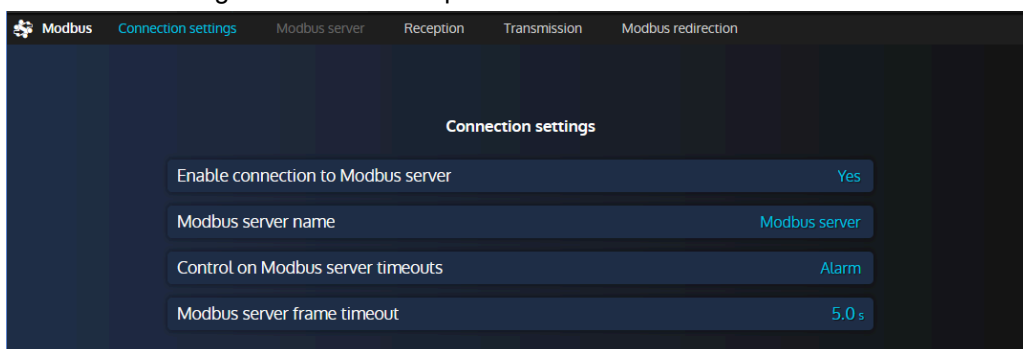 Modbus Connection settings Modbus server Reception Transmission Modbus redirection
Connection settings
Enable connection to Modbus server Yes
Modbus server name Modbus server
Control on Modbus server timeouts Alarm
Modbus server frame timeout 5.0 s